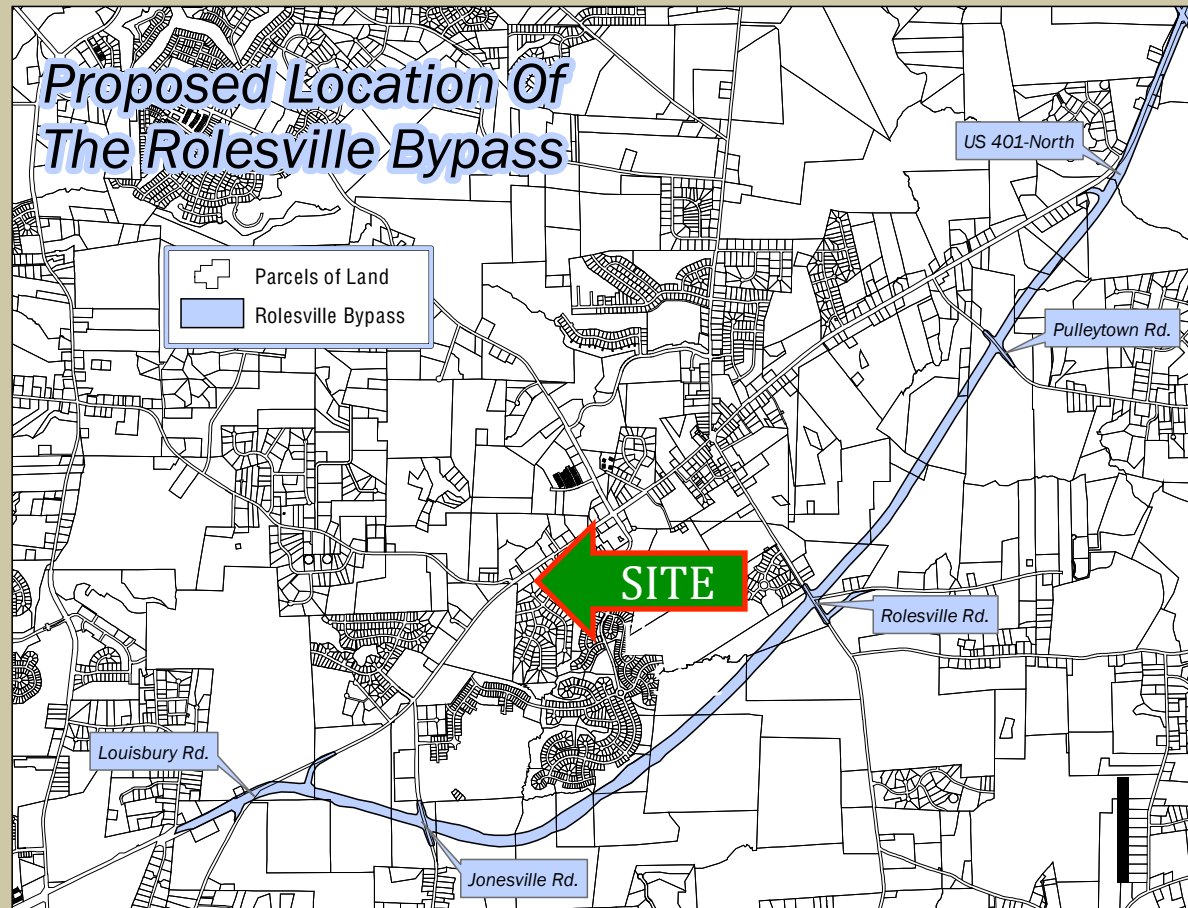 Proposed Location Of
The Rolesville Bypass
US 401-North
Parcels of Land
Rolesville Bypass
Pulleytown Rd.
SITE
Rolesville Rd.
Louisbury Rd.
Jonesville Rd.